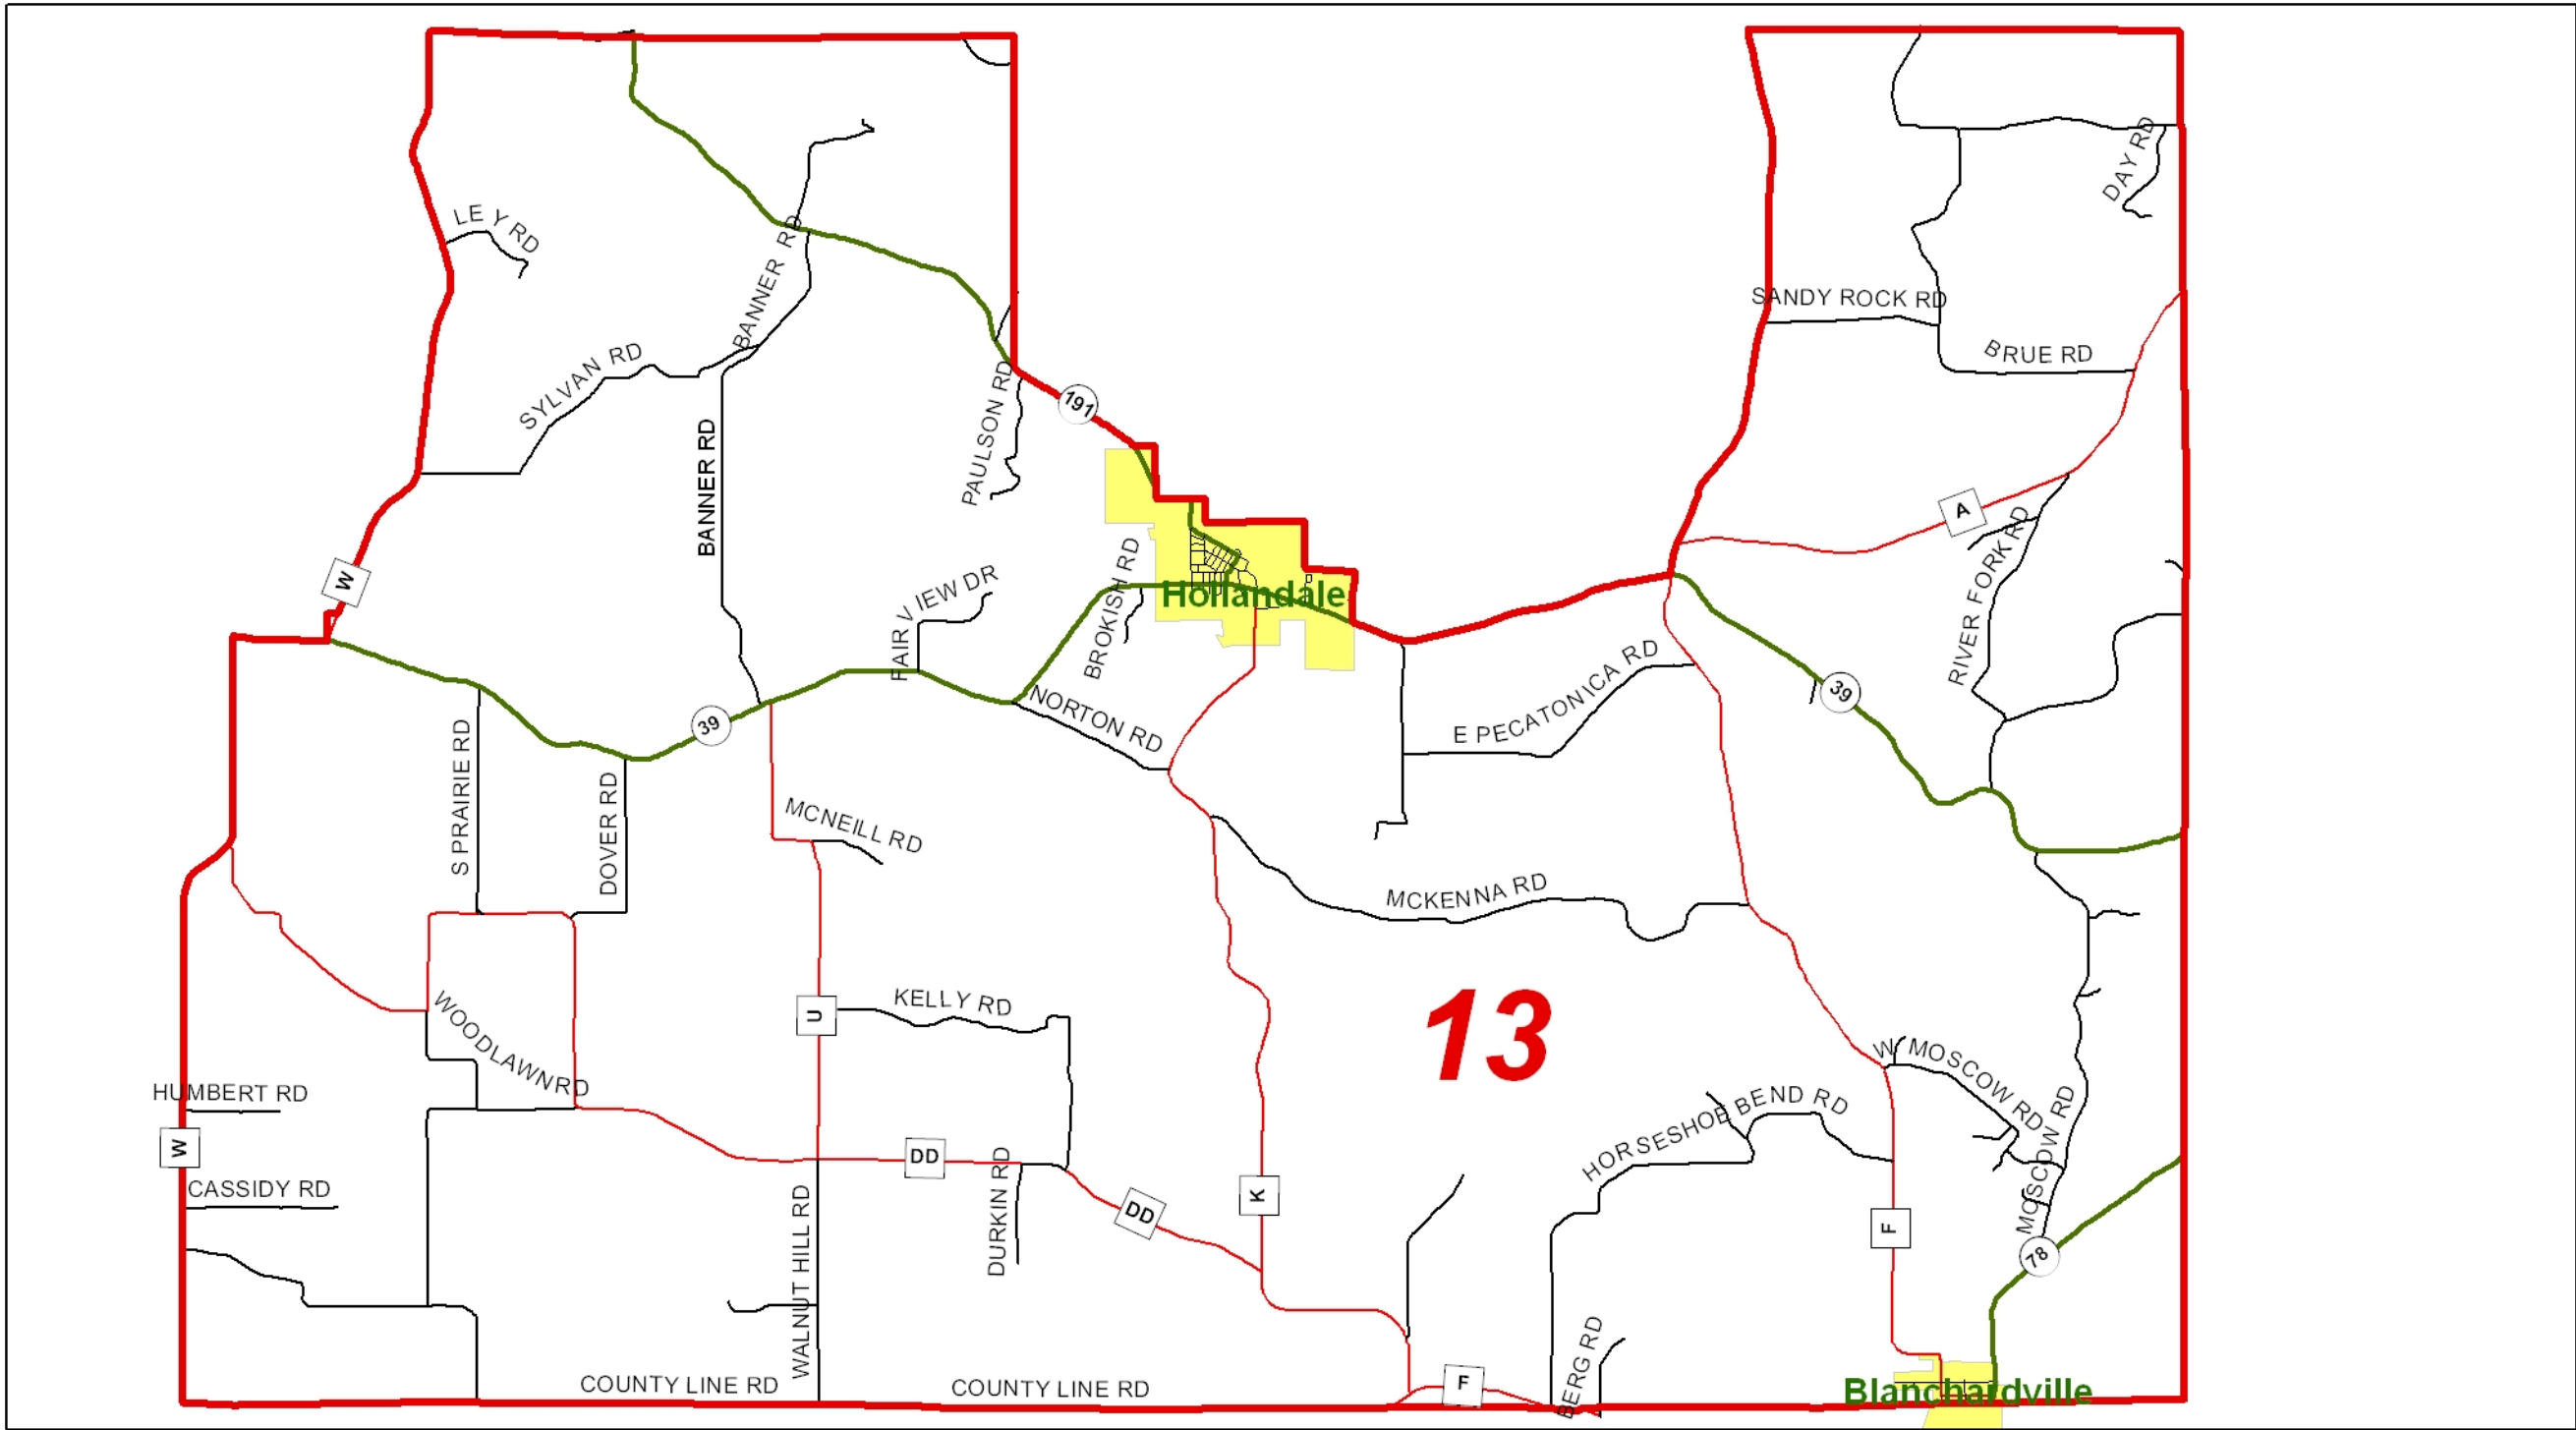 DAY RD
LEY RD
BANNER RD
SANDY ROCK RD
BRUE RD
SYLVAN RD
PAULSON RD
191
BANNER RD
A
W
RIVER FORK RD
FAIRVIEW DR
BROKISH RD
Hollandale
E PECATONICA RD
39
NORTON RD
39
S PRAIRIE RD
DOVER RD
MCNEILL RD
MCKENNA RD
WOODLAWN RD
U
KELLY RD
13
W MOSCOW RD
HUMBERT RD
HORSESHOE BEND RD
MOSCOW RD
W
DD
CASSIDY RD
DURKIN RD
DD
K
F
78
WALNUT HILL RD
COUNTY LINE RD
COUNTY LINE RD
F
BERG RD
Blanchardville